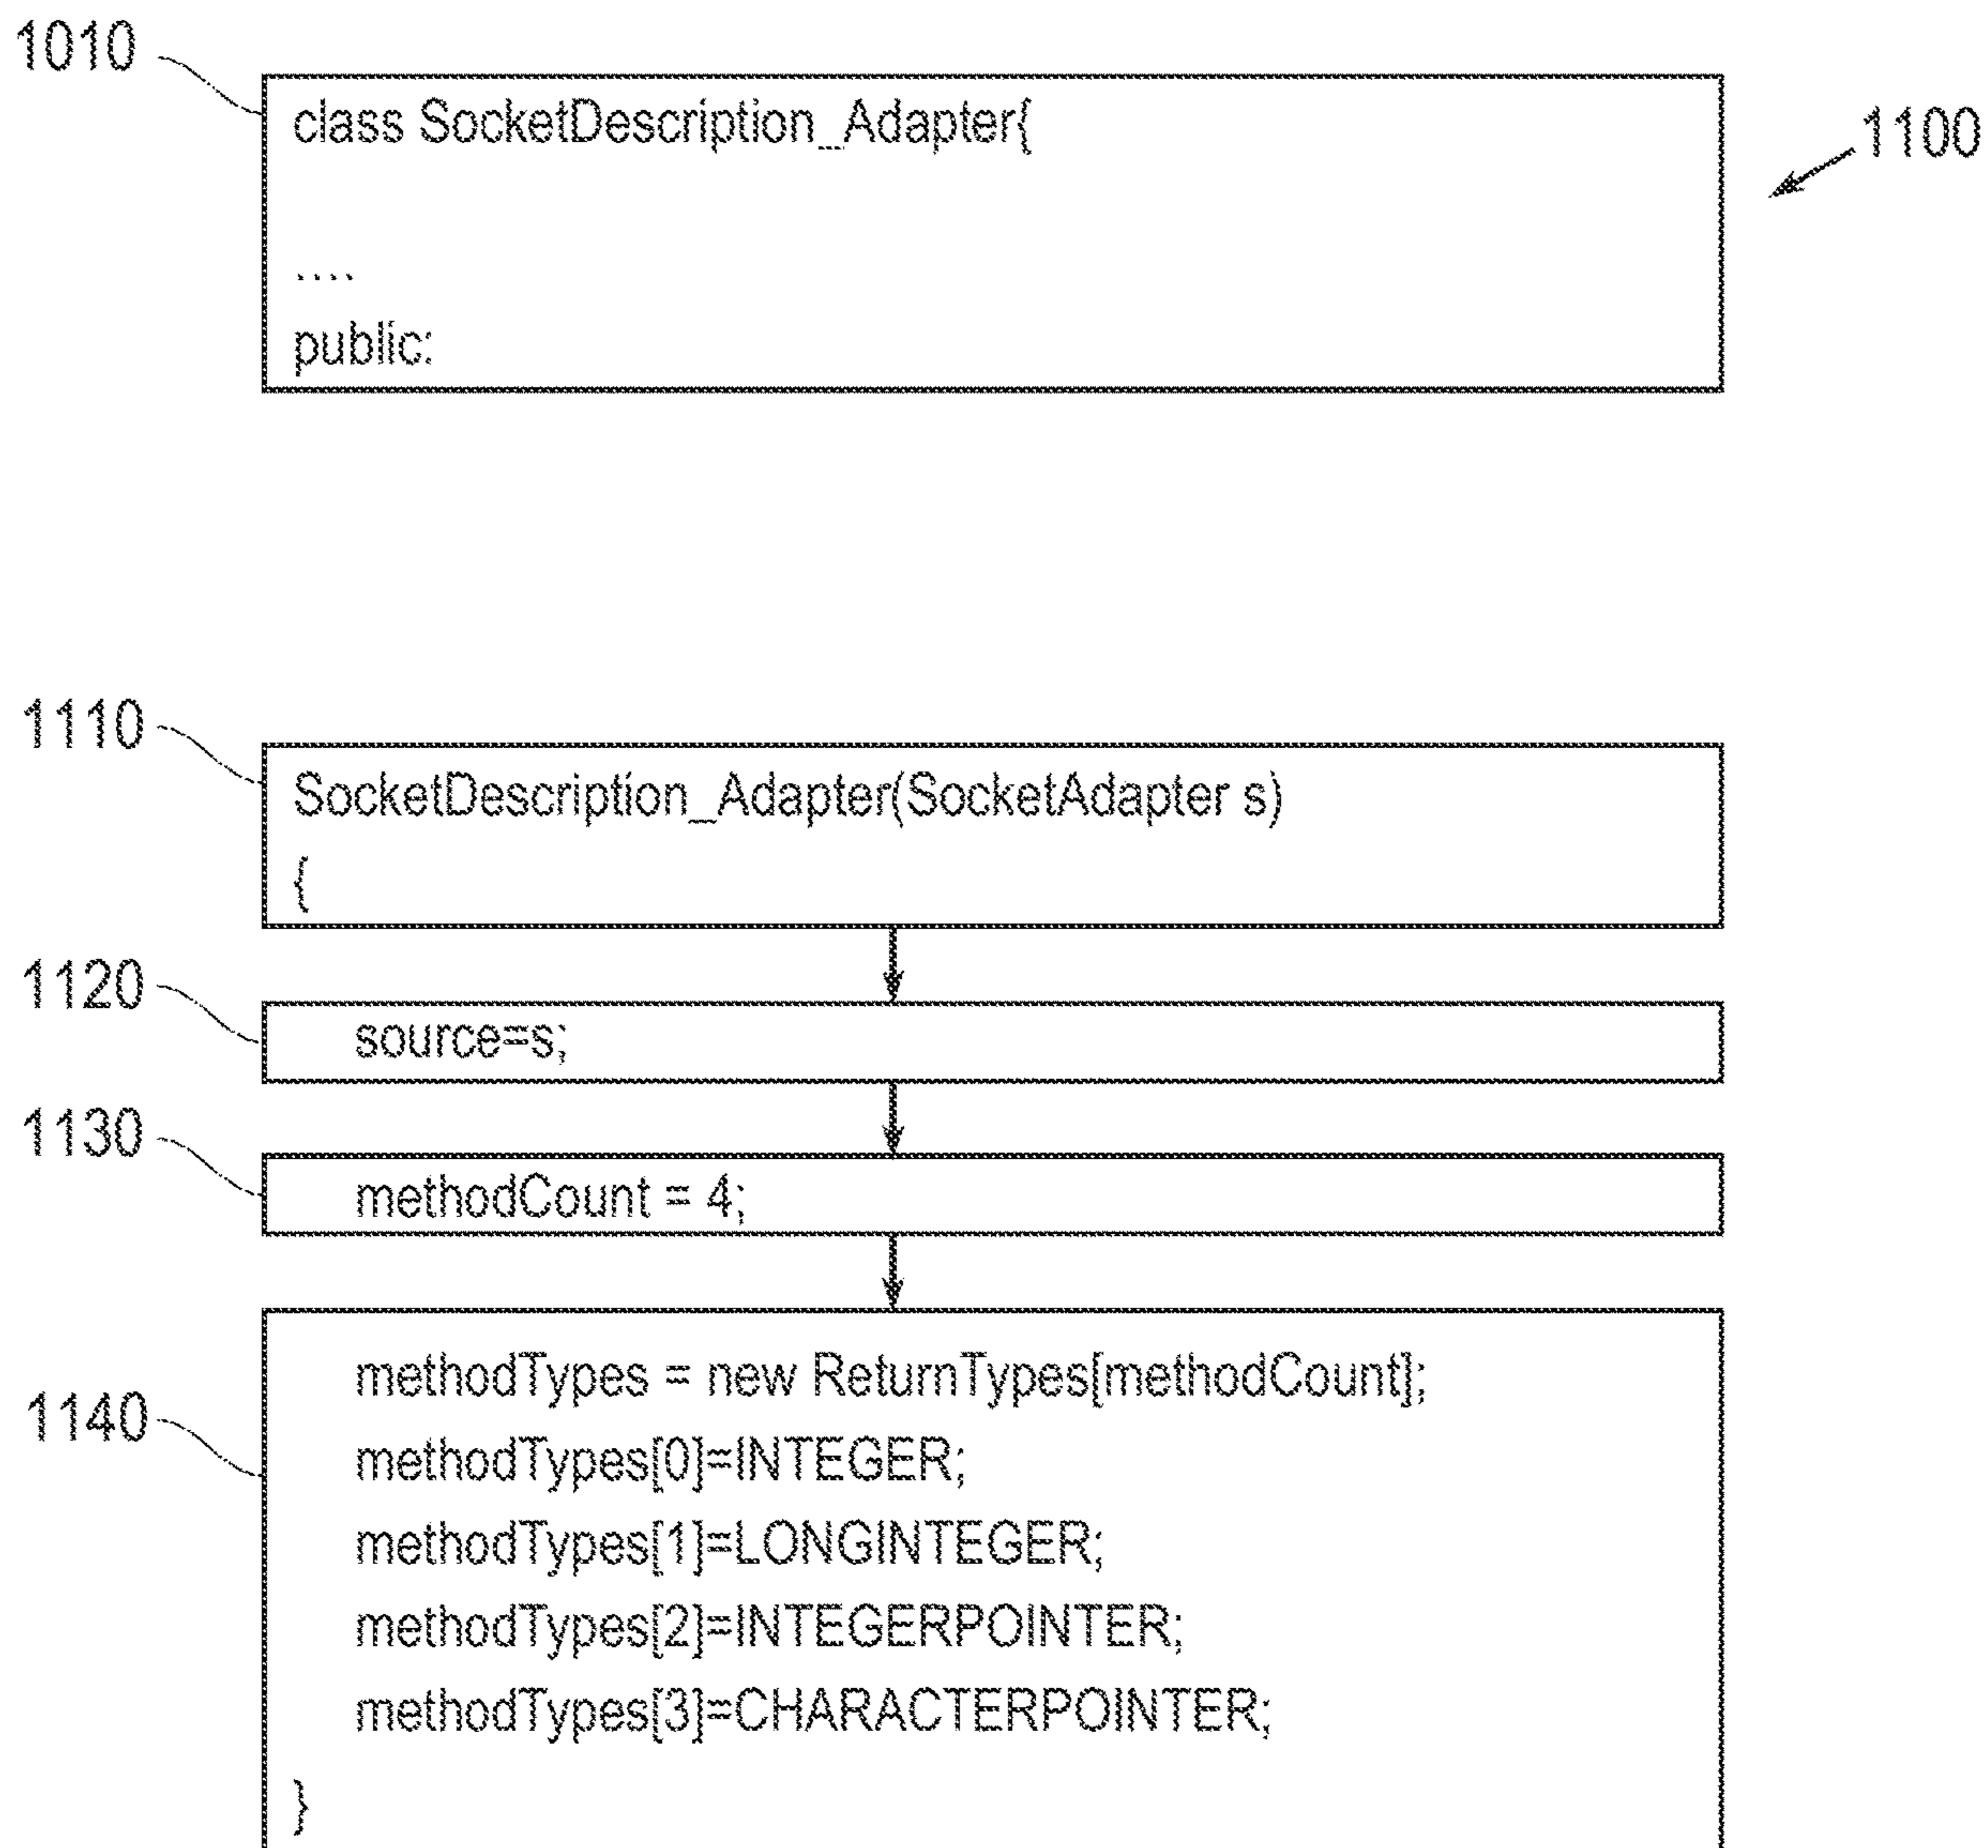 1010
class SocketDescription_Adapter{
1100
....
public:
1110
SocketDescription_Adapter(SocketAdapter s)
{
1120
source=s;
1130
methodCount = 4;
1140
methodTypes = new ReturnTypes[methodCount];
methodTypes[0]=INTEGER;
methodTypes[1]=LONGINTEGER;
methodTypes[2]=INTEGERPOINTER;
methodTypes[3]=CHARACTERPOINTER;
}